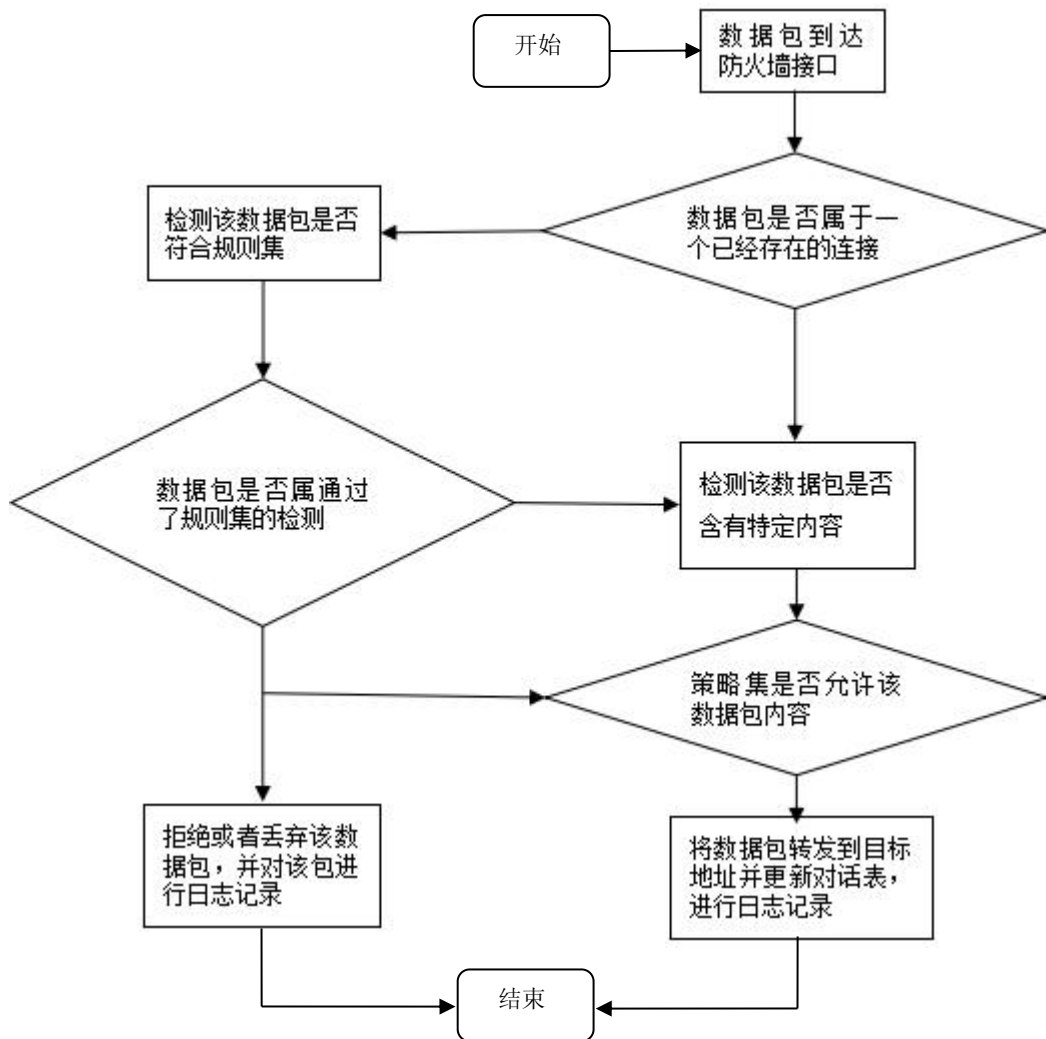 开始
数据包到达
防火墙接口
数据包是否属于一
个已经存在的连接
检测该数据包是否
符合规则集
数据包是否属通过
了规则集的检测
检测该数据包是否
含有特定内容
策略集是否允许该
数据包内容
拒绝或者丢弃该数
据包，并对该包进
行日志记录
将数据包转发到目标
地址并更新对话表，
进行日志记录
结束